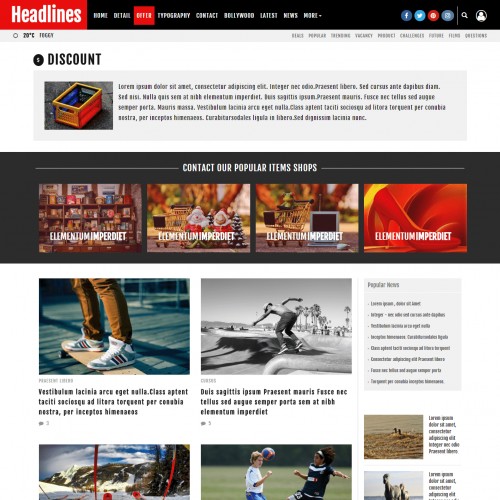 Headlines
HOME DETAIL OFFER TYPOGRAPHY CONTACT BOLLYWOOD LATEST NEWS MORE
20°C FOGGY
DEALS POPULAR TRENDING VACANCY PRODUCT CHALLENGES FUTURE FILMS QUESTIONS
$ DISCOUNT
Lorem ipsum dolor sit amet, consectetur adipiscing elit. Integer nec odio.Praesent libero. Sed cursus ante dapibus diam.
Sed nisi. Nulla quis sem at nibh elementum imperdiet. Duis sagittis ipsum.Praesent mauris. Fusce nec tellus sed augue
semper porta. Mauris massa. Vestibulum lacinia arcu eget nulla.Class aptent taciti sociosqu ad litora torquent per conubia
nostra, per inceptos himenaeos. Curabitursodales ligula in libero.Sed dignissim lacinia nunc.
CONTACT OUR POPULAR ITEMS SHOPS
ELEMENTUM IMPERDIET
ELEMENTUM IMPERDIET
ELEMENTUM IMPERDIET
ELEMENTUM IMPERDIET
PRAESENT LIBERO
Vestibulum lacinia arcu eget nulla.Class aptent
taciti sociosqu ad litora torquent per conubia
nostra, per inceptos himenaeos
3
CURSUS
Duis sagittis ipsum Praesent mauris Fusce nec
tellus sed augue semper porta sem at nibh
elementum imperdiet
Popular News
Lorem ipsum , dolor sit Amet
Integer - nec odio sed cursus ante dapibus
Vestibulum lacinia arcu eget nulla
Inceptos himenaeos, Curabitursodales ligula
Class aptent taciti sociosqu ad litora torquent
Consectetur adipiscing elit Praesent libero
Fusce nec tellus sed augue semper porta
Torquent per conubia nostra, per inceptos himenaeos.
Lorem ipsum
dolor sit amet,
consectetur
adipiscing elit
Integer nec odio
Lorem ipsum
dolor sit amet,
consectetur
adipiscing elit